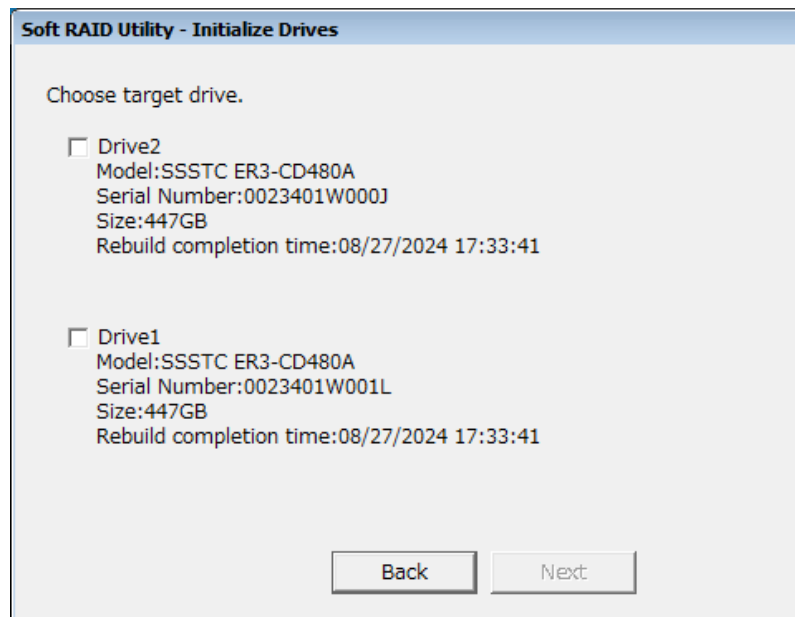 Soft RAID Utility - Initialize Drives
Choose target drive.
Drive2
Model:SSSTC ER3-CD480A
Serial Number:0023401W000J
Size:447GB
Rebuild completion time:08/27/2024 17:33:41
Drive1
Model:SSSTC ER3-CD480A
Serial Number:0023401W001L
Size:447GB
Rebuild completion time:08/27/2024 17:33:41
Back
Next